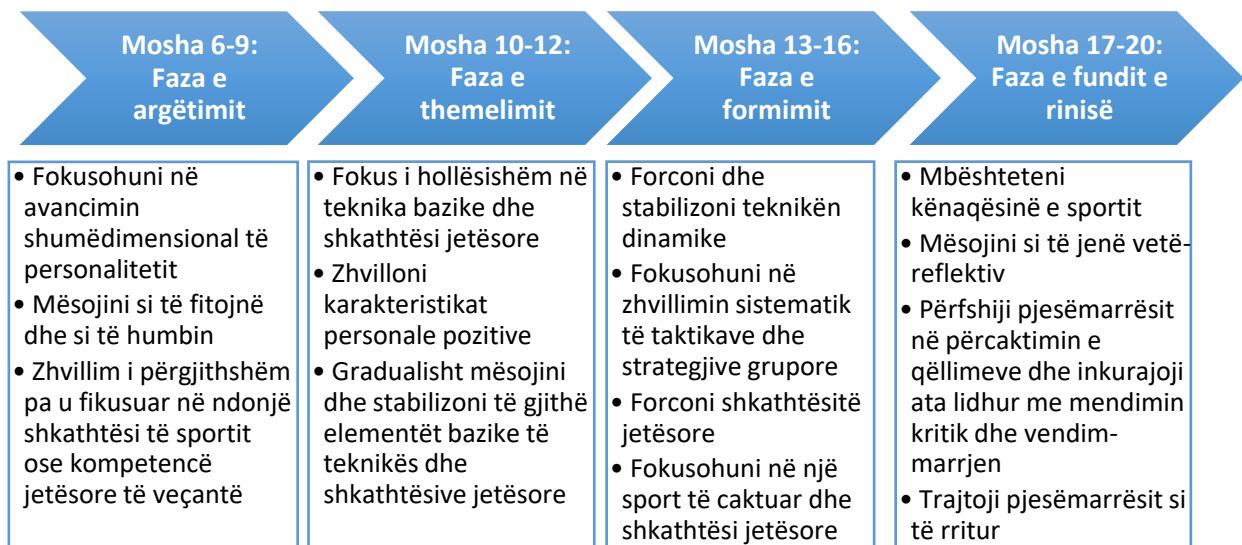 Mosha 6-9:
Faza e
argëtimit
• Fokusohuni në
avancimin
shumëdimensional të
personalitetit
• Mësojini si të fitojnë
dhe si të humbin
• Zhvillim i përgjithshëm
pa u fikusuar në ndonjë
shkathtësi të sportit
ose kompetencë
jetësore të veçantë
Mosha 10-12:
Faza e
themelimit
• Fokus i hollësishëm në
teknika bazike dhe
shkathtësi jetësore
• Zhvilloni
karakteristikat
personale pozitive
• Gradualisht mësojini
dhe stabilizoni të gjithë
elementët bazike të
teknikës dhe
shkathtësive jetësore
Mosha 13-16:
Faza e
formimit
• Forconi dhe
stabilizoni teknikën
dinamike
• Fokusohuni në
zhvillimin sistematik
të taktikave dhe
strategjive grupore
• Forconi shkathtësitë
jetësore
• Fokusohuni në një
sport të caktuar dhe
shkathtësi jetësore
Mosha 17-20:
Faza e fundit e
rinisë
• Mbështeteni
kënaqësinë e sportit
• Mësojini si të jenë vetë-
reflektiv
• Përfshiji pjesëmarrësit
në përcaktimin e
qëllimeve dhe inkurajoji
ata lidhur me mendimin
kritik dhe vendim-
marrjen
• Trajtoji pjesëmarrësit si
të rritur